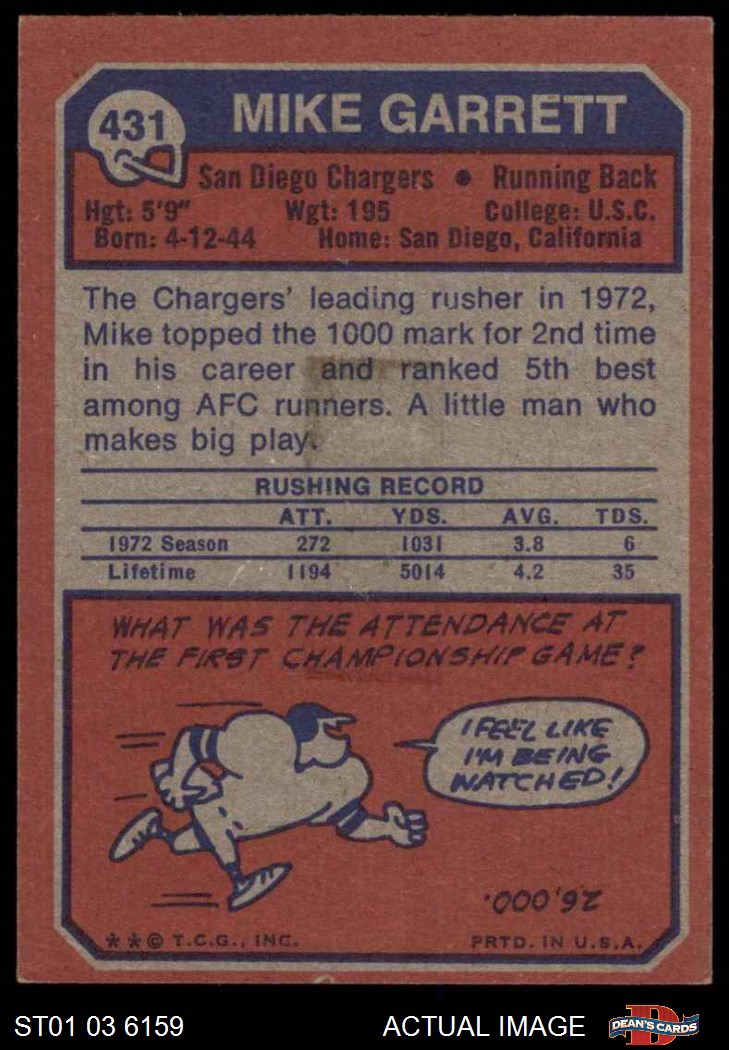 431
MIKE GARRETT
San Diego Chargers • Running Back
Hgt: 5'9" Wgt: 195 College: U.S.C.
Born: 4-12-44 Home: San Diego, California
The Chargers' leading rusher in 1972,
Mike topped the 1000 mark for 2nd time
in his career and ranked 5th best
among AFC runners. A little man who
makes big play.
RUSHING RECORD
ATT. YDS. AVG. TDS.
1972 Season 272 1031 3.8 6
Lifetime 1194 5014 4.2 35
WHAT WAS THE ATTENDANCE AT
THE FIRST CHAMPIONSHIP GAME?
I FEEL LIKE
I'M BEING
WATCHED!
26,000.
**© T.C.G., INC. PRTD. IN U.S.A.
ST01 03 6159 ACTUAL IMAGE DEAN'S CARDS